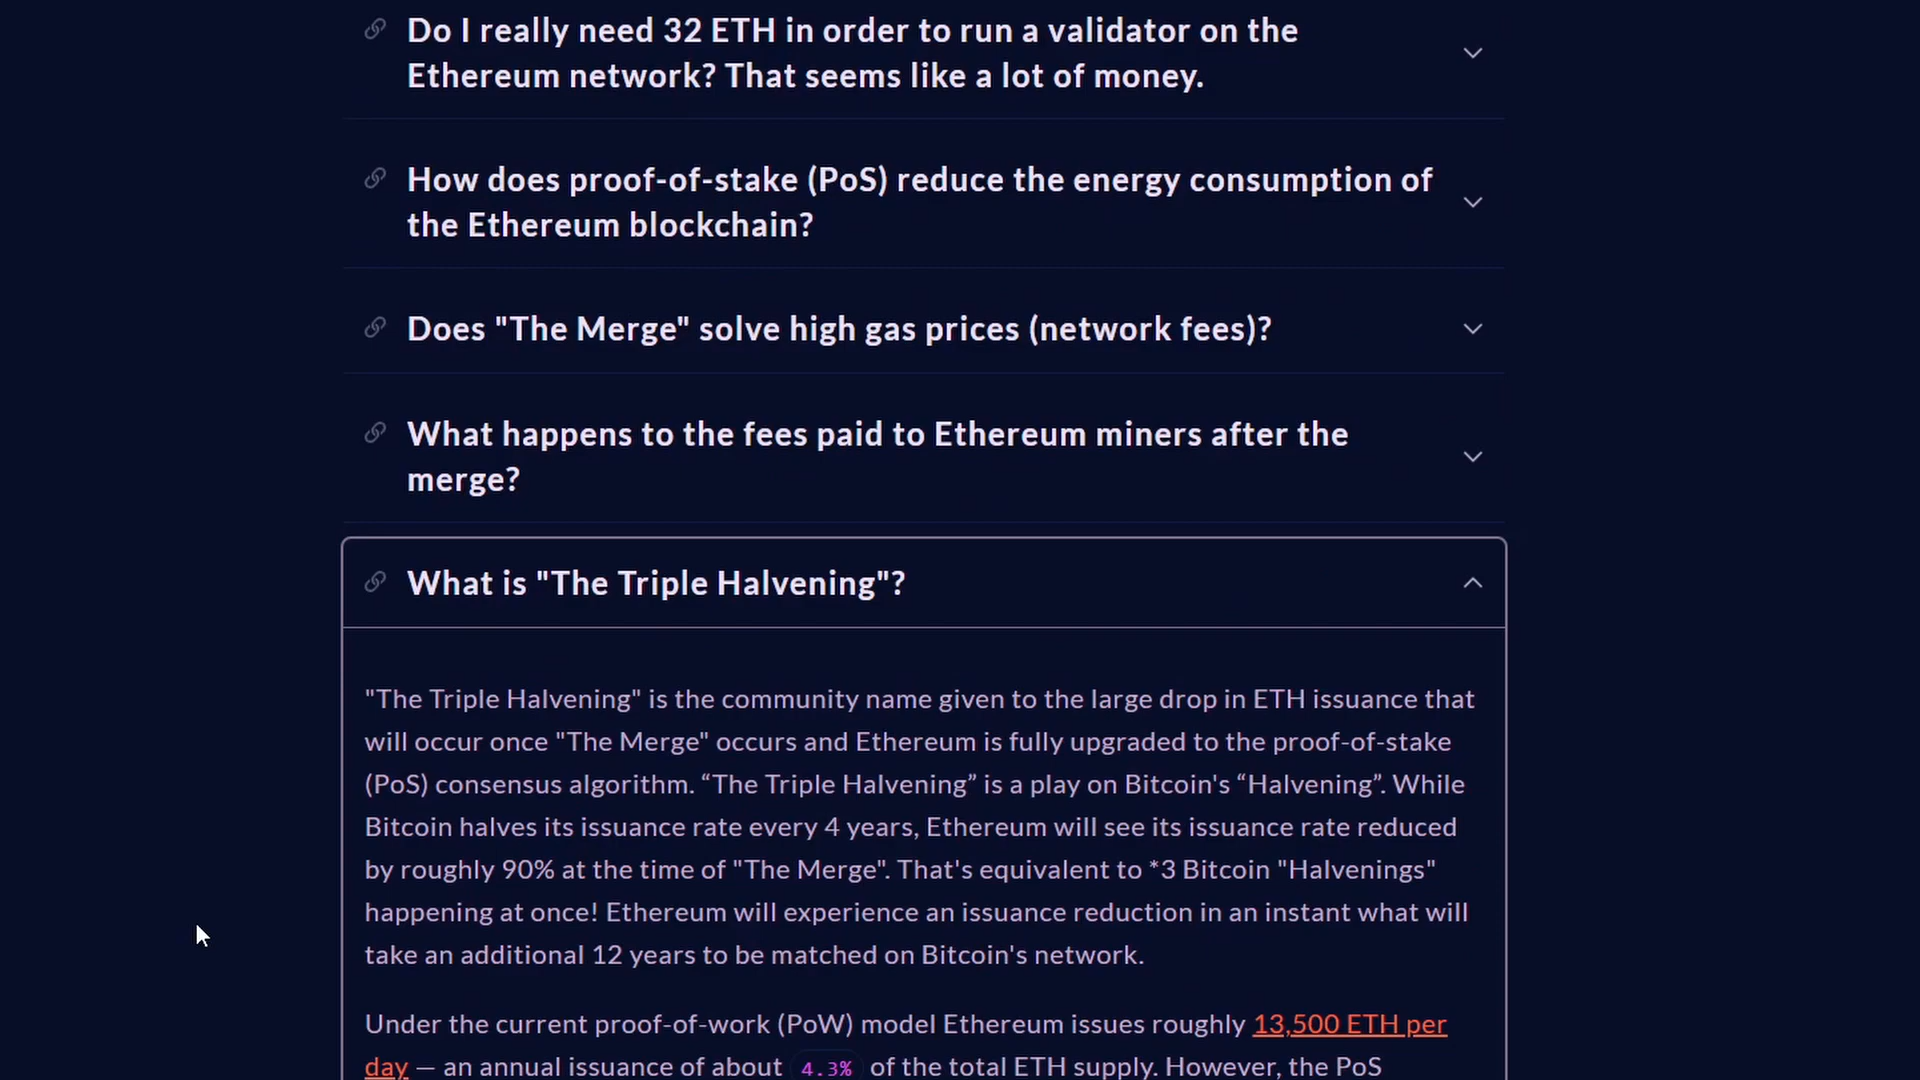 Do I really need 32 ETH in order to run a validator on the
Ethereum network? That seems like a lot of money.
How does proof-of-stake (PoS) reduce the energy consumption of
the Ethereum blockchain?
Does "The Merge" solve high gas prices (network fees)?
What happens to the fees paid to Ethereum miners after the
merge?
What is "The Triple Halvening"?
"The Triple Halvening" is the community name given to the large drop in ETH issuance that
will occur once "The Merge" occurs and Ethereum is fully upgraded to the proof-of-stake
(PoS) consensus algorithm. “The Triple Halvening” is a play on Bitcoin's “Halvening”. While
Bitcoin halves its issuance rate every 4 years, Ethereum will see its issuance rate reduced
by roughly 90% at the time of "The Merge". That's equivalent to *3 Bitcoin "Halvenings"
happening at once! Ethereum will experience an issuance reduction in an instant what will
take an additional 12 years to be matched on Bitcoin's network.
Under the current proof-of-work (PoW) model Ethereum issues roughly 13,500 ETH per
day — an annual issuance of about 4.3% of the total ETH supply. However, the PoS